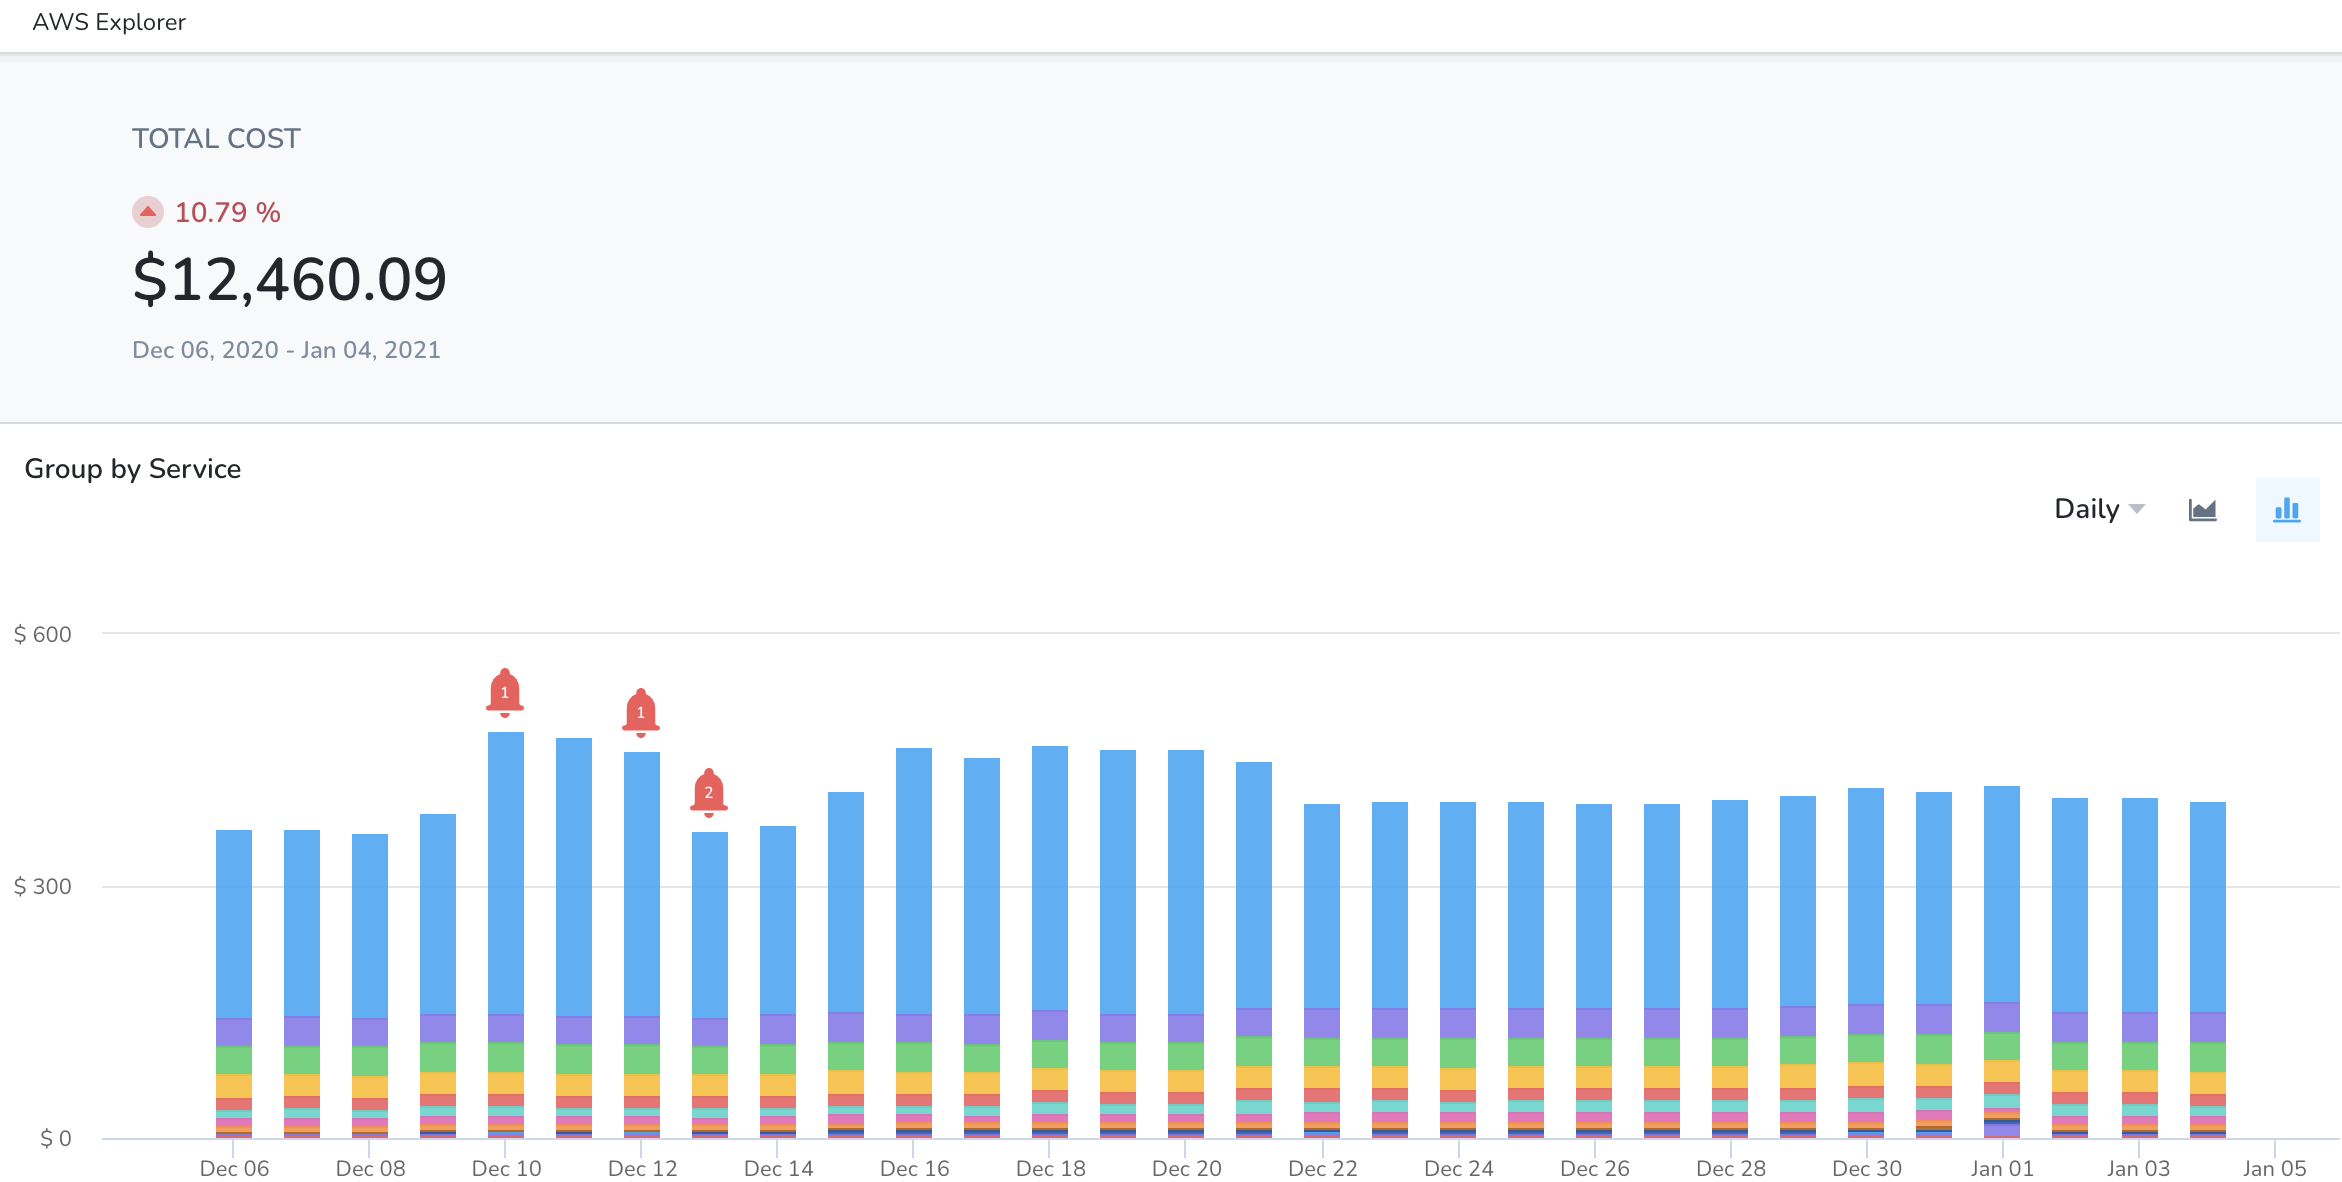 AWS Explorer
TOTAL COST
10.79 %
$12,460.09
Dec 06, 2020 - Jan 04, 2021
Group by Service
Daily
$ 600
1
1
2
$ 300
$ 0
Dec 06 Dec 08 Dec 10 Dec 12 Dec 14 Dec 16 Dec 18 Dec 20 Dec 22 Dec 24 Dec 26 Dec 28 Dec 30 Jan 01 Jan 03 Jan 05